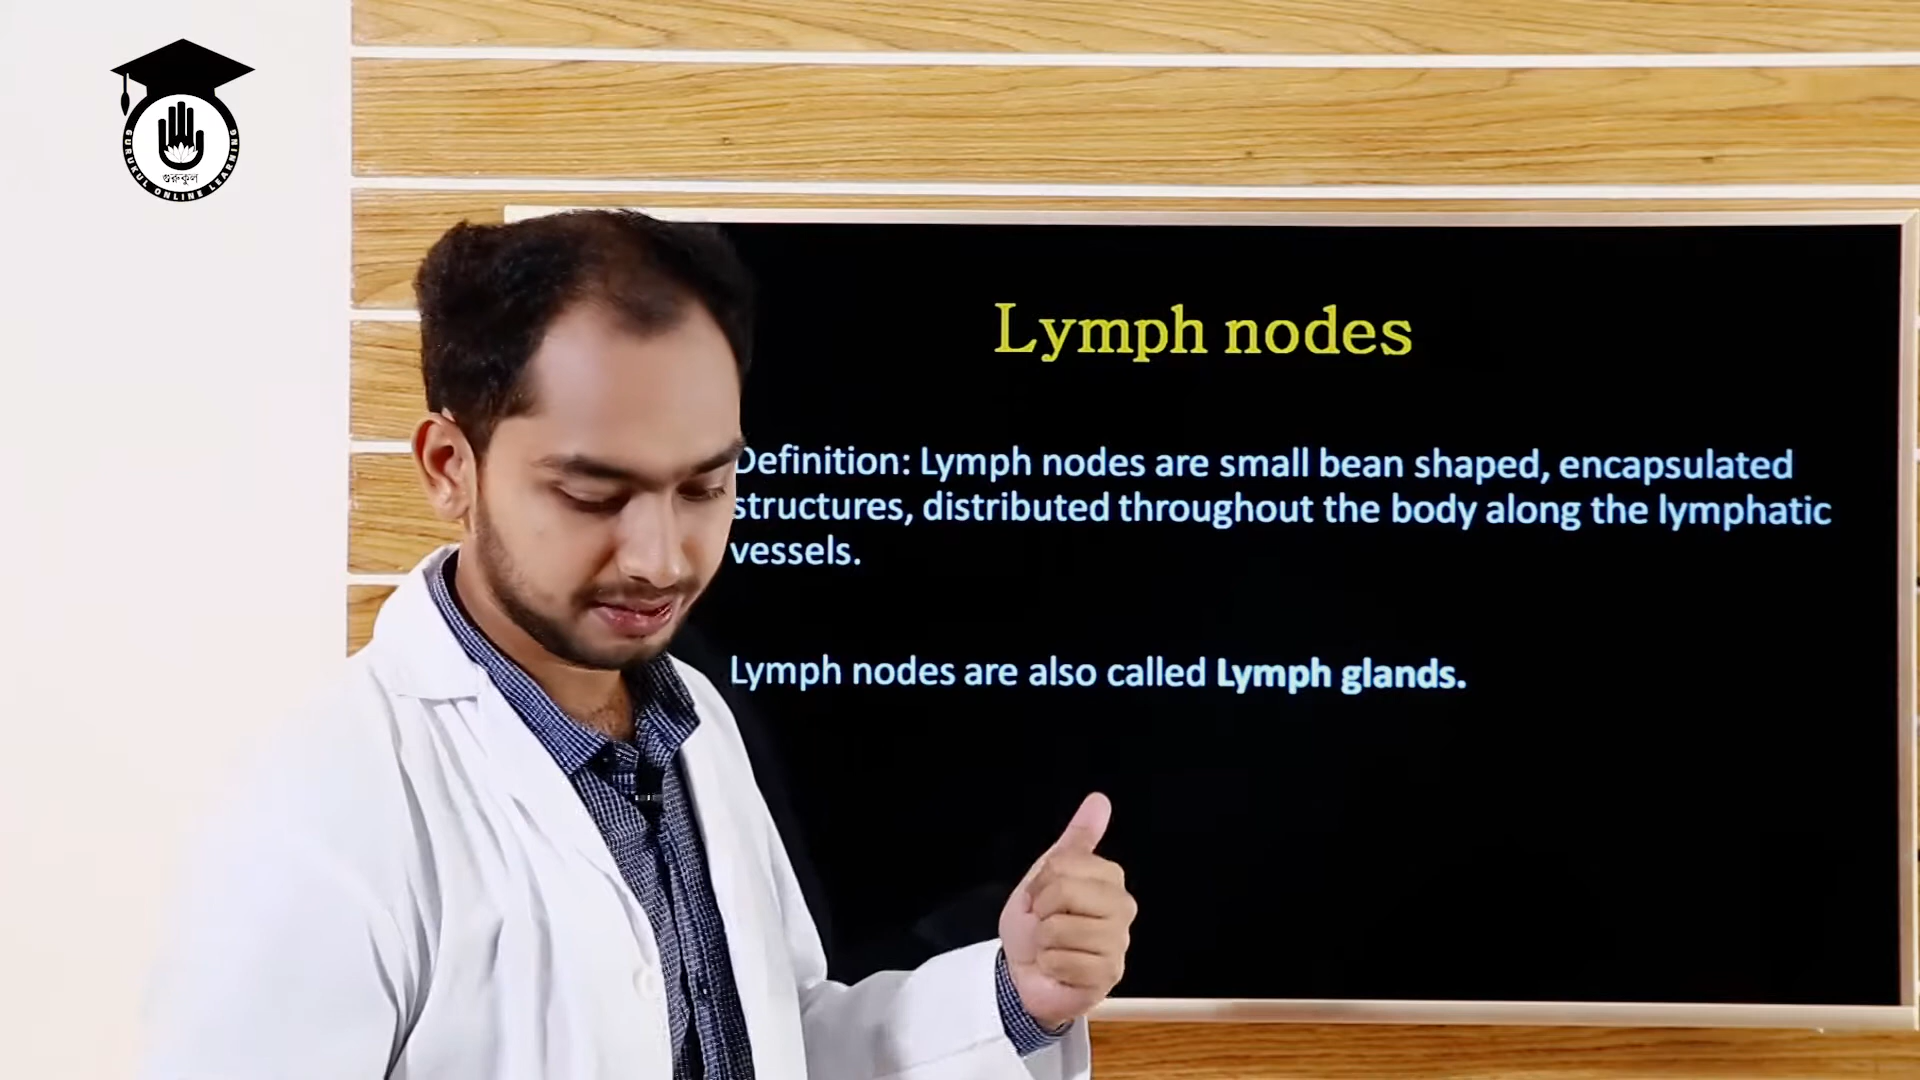 গুরুকুল
GURUKUL ONLINE LEARNING
Lymph nodes
Definition: Lymph nodes are small bean shaped, encapsulated
structures, distributed throughout the body along the lymphatic
vessels.
Lymph nodes are also called Lymph glands.